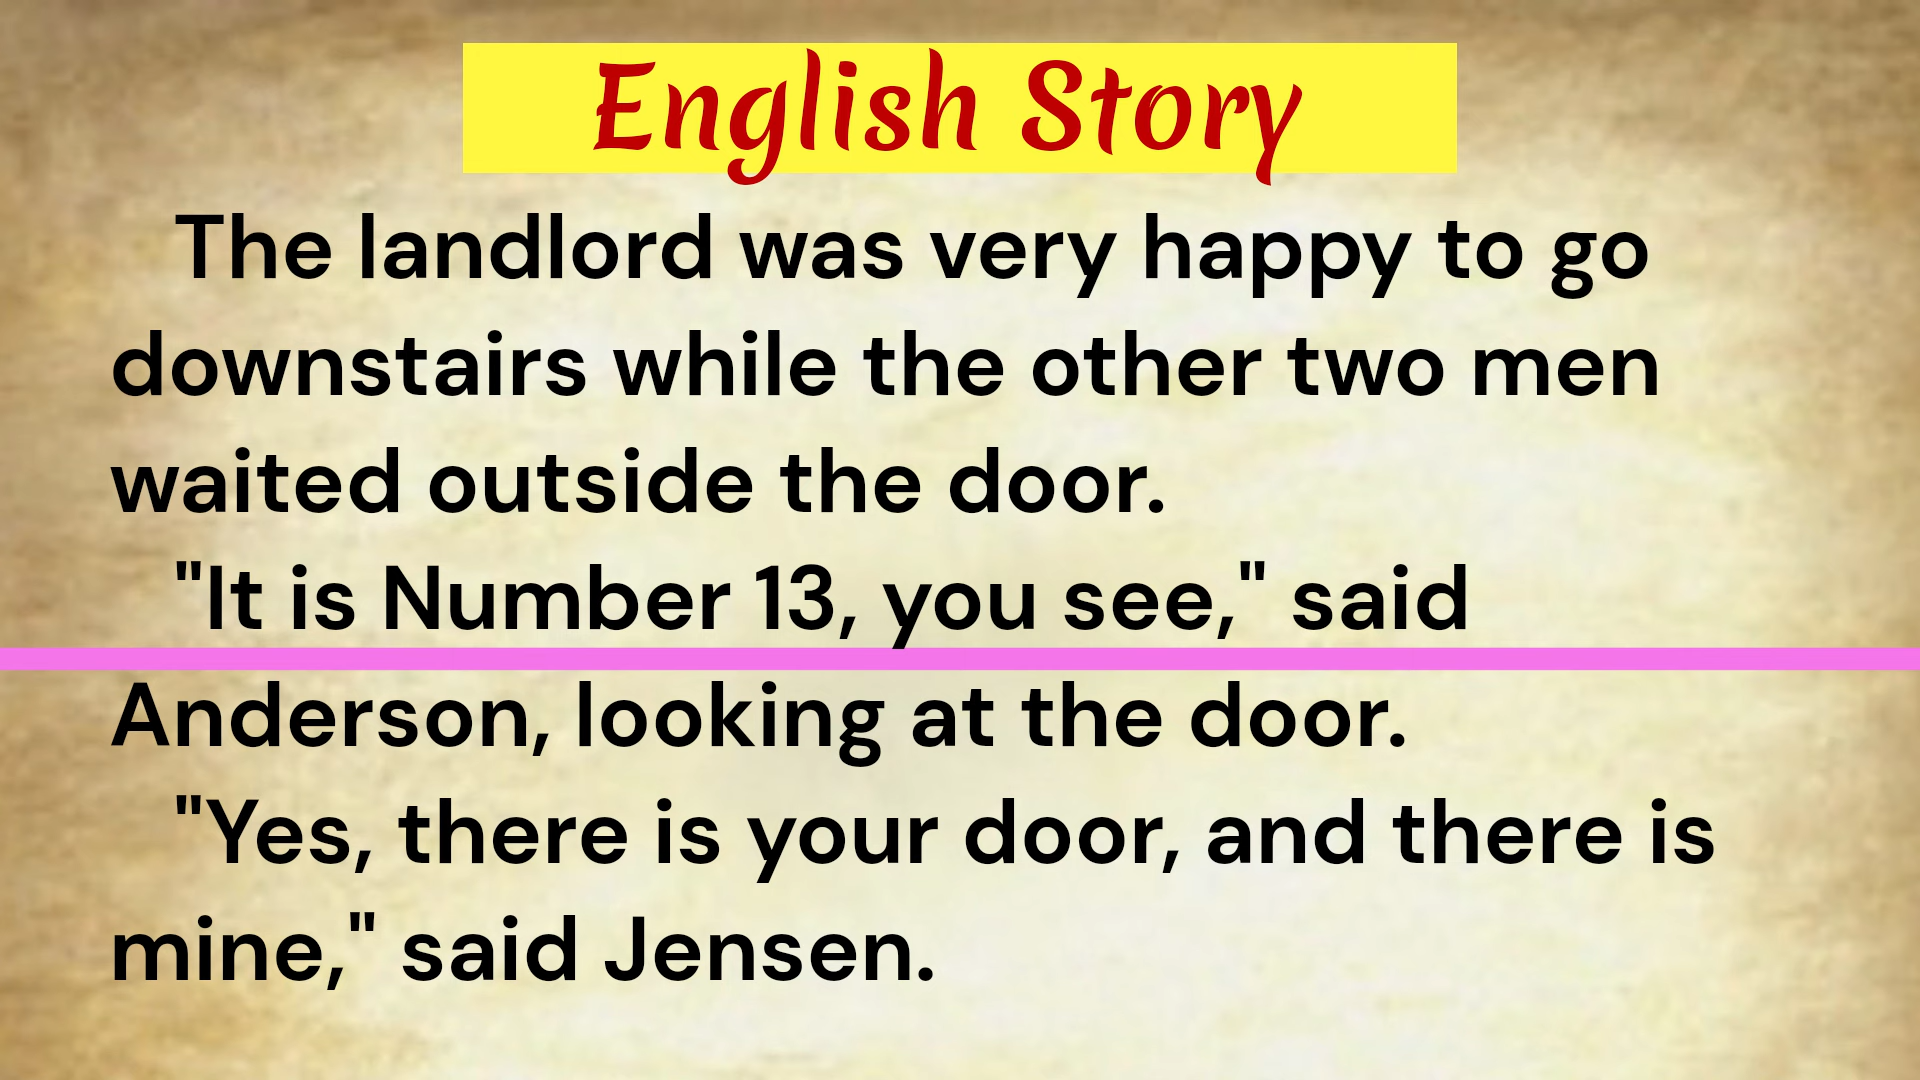 English Story
The landlord was very happy to go
downstairs while the other two men
waited outside the door.
"It is Number 13, you see," said
Anderson, looking at the door.
"Yes, there is your door, and there is
mine," said Jensen.